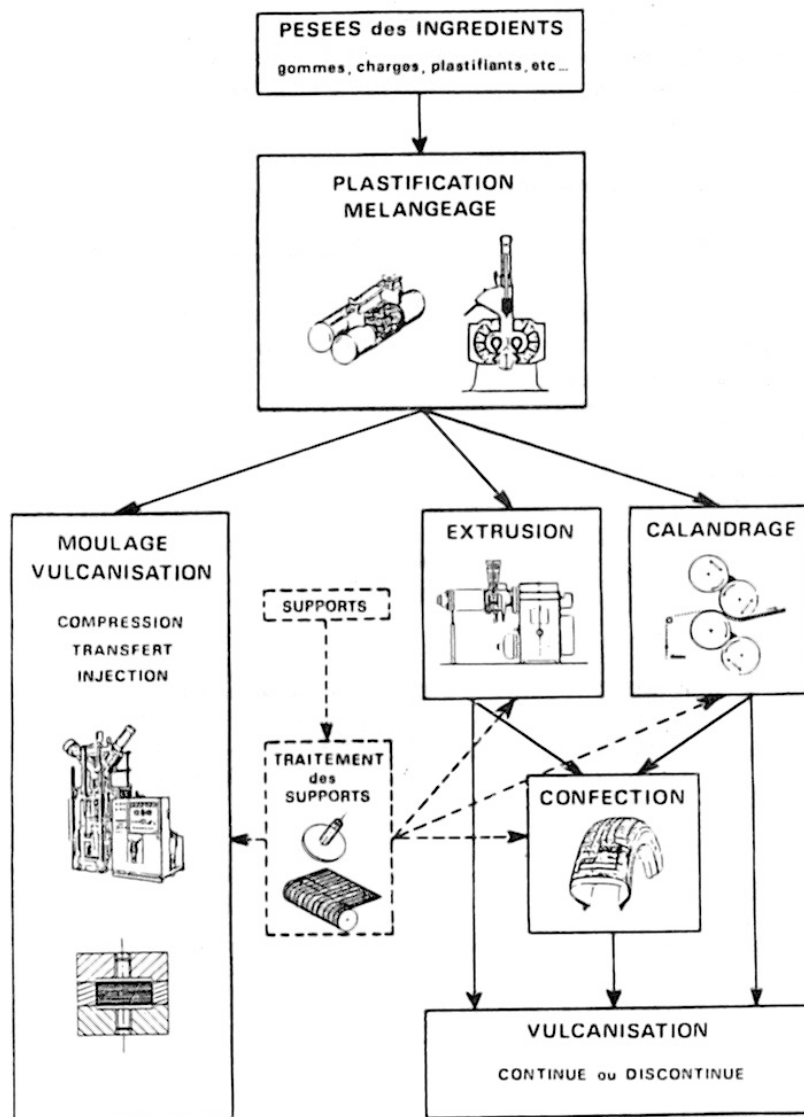 PESEES des INGREDIENTS
gommes, charges, plastifiants, etc...
PLASTIFICATION
MELANGEAGE
MOULAGE
VULCANISATION
COMPRESSION
TRANSFERT
INJECTION
SUPPORTS
TRAITEMENT
des
SUPPORTS
EXTRUSION
CALANDRAGE
CONFECTION
VULCANISATION
CONTINUE ou DISCONTINUE